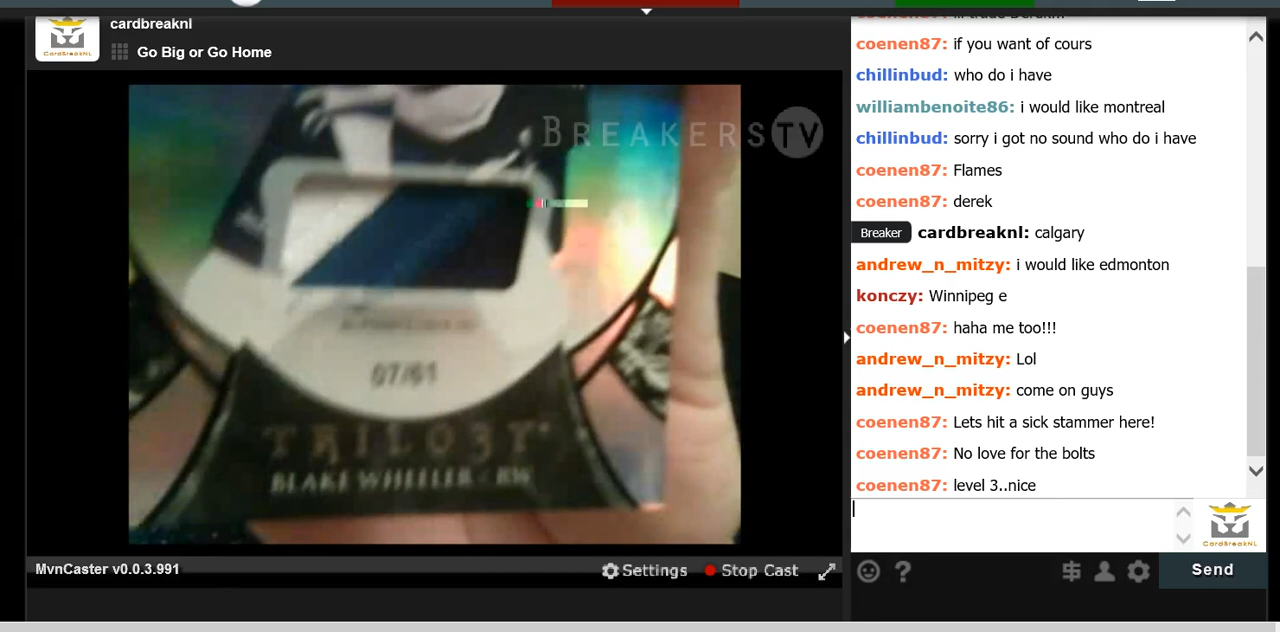 cardbreaknl
CARDBREAKNL
Go Big or Go Home
BREAKERSTV
07/61
TRILOGY
BLAKE WHEELER - RW
MvnCaster v0.0.3.991
Settings
Stop Cast
coenen87: if you want of cours
chillinbud: who do i have
williambenoite86: i would like montreal
chillinbud: sorry i got no sound who do i have
coenen87: Flames
coenen87: derek
Breaker cardbreaknl: calgary
andrew_n_mitzy: i would like edmonton
konczy: Winnipeg e
coenen87: haha me too!!!
andrew_n_mitzy: Lol
andrew_n_mitzy: come on guys
coenen87: Lets hit a sick stammer here!
coenen87: No love for the bolts
coenen87: level 3..nice
CARDBREAKNL
Send